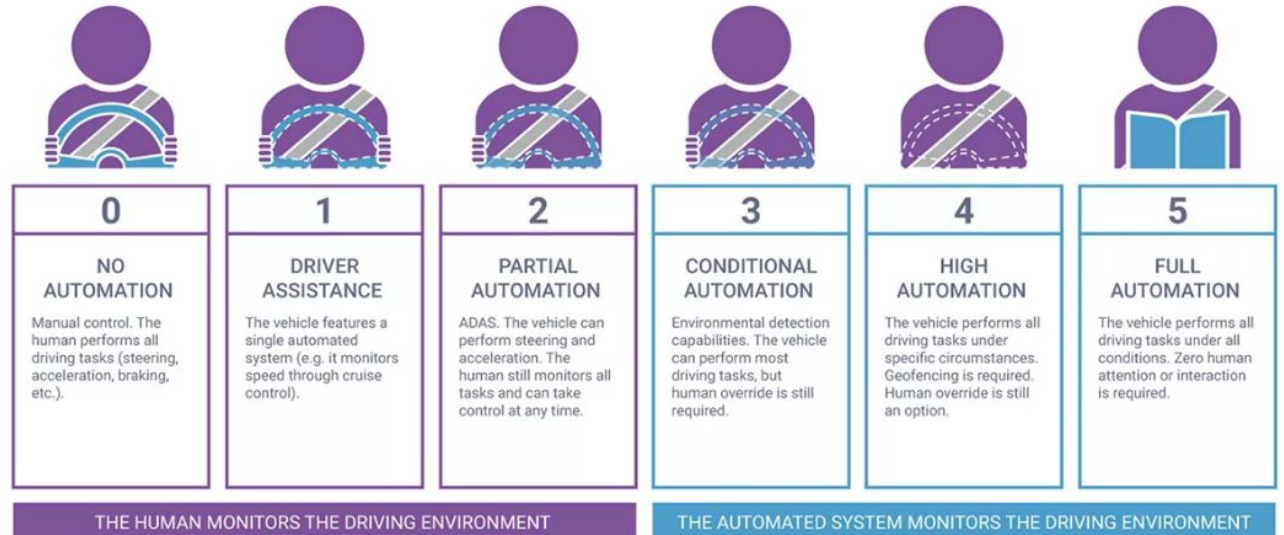 0
NO
AUTOMATION
Manual control. The
human performs all
driving tasks (steering,
acceleration, braking,
etc.).
1
DRIVER
ASSISTANCE
The vehicle features a
single automated
system (e.g. it monitors
speed through cruise
control).
2
PARTIAL
AUTOMATION
ADAS. The vehicle can
perform steering and
acceleration. The
human still monitors all
tasks and can take
control at any time.
3
CONDITIONAL
AUTOMATION
Environmental detection
capabilities. The vehicle
can perform most
driving tasks, but
human override is still
required.
4
HIGH
AUTOMATION
The vehicle performs all
driving tasks under
specific circumstances.
Geofencing is required.
Human override is still
an option.
5
FULL
AUTOMATION
The vehicle performs all
driving tasks under all
conditions. Zero human
attention or interaction
is required.
THE HUMAN MONITORS THE DRIVING ENVIRONMENT
THE AUTOMATED SYSTEM MONITORS THE DRIVING ENVIRONMENT